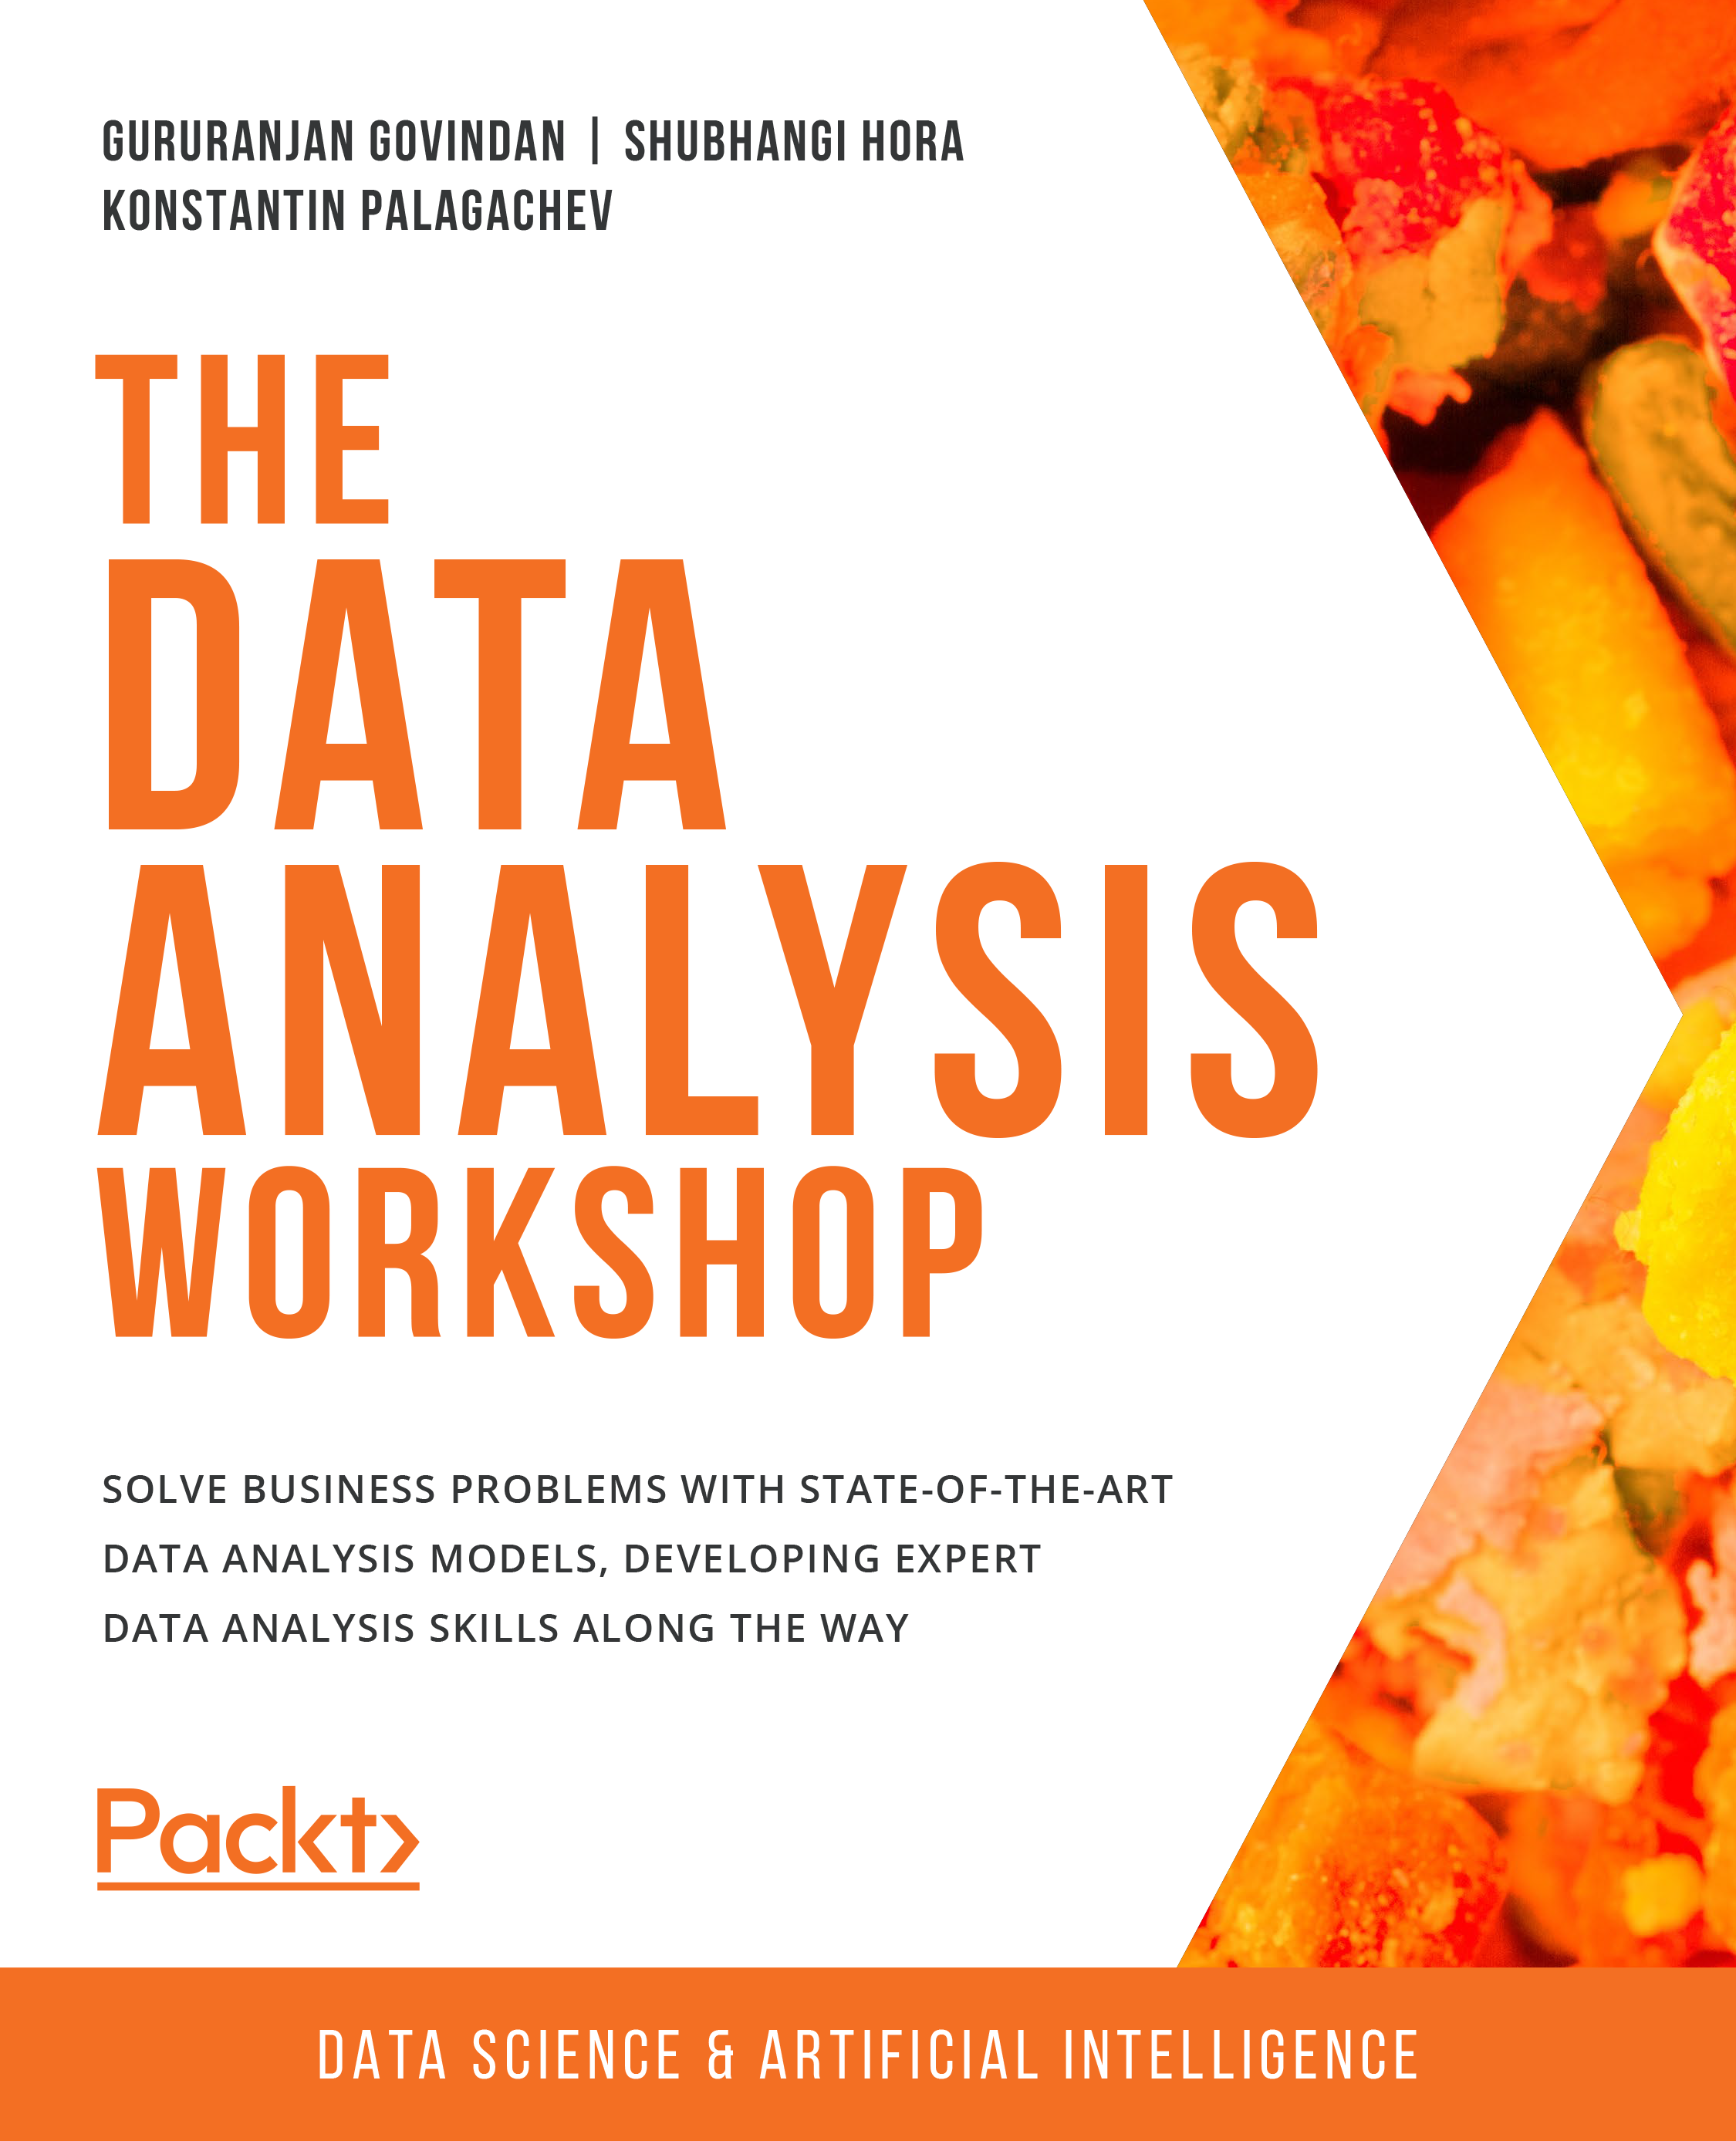 GURURANJAN GOVINDAN | SHUBHANGI HORA
KONSTANTIN PALAGACHEV
THE
DATA
ANALYSIS
WORKSHOP
SOLVE BUSINESS PROBLEMS WITH STATE-OF-THE-ART
DATA ANALYSIS MODELS, DEVELOPING EXPERT
DATA ANALYSIS SKILLS ALONG THE WAY
Packt>
DATA SCIENCE & ARTIFICIAL INTELLIGENCE